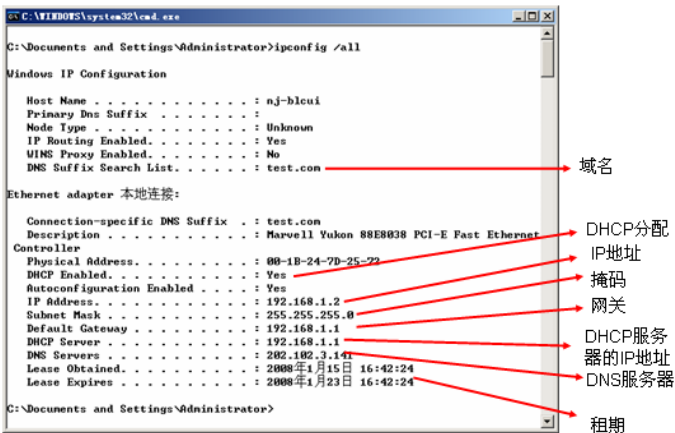 C:\WINDOWS\system32\cmd.exe
C:\Documents and Settings\Administrator>ipconfig /all
Windows IP Configuration
Host Name . . . . . . . . . . . . : nj-blcui
Primary Dns Suffix . . . . . . . :
Node Type . . . . . . . . . . . . : Unknown
IP Routing Enabled. . . . . . . . : Yes
WINS Proxy Enabled. . . . . . . . : No
DNS Suffix Search List. . . . . . : test.com
域名
Ethernet adapter 本地连接:
Connection-specific DNS Suffix . : test.com
Description . . . . . . . . . . . : Marvell Yukon 88E8038 PCI-E Fast Ethernet
Controller
Physical Address. . . . . . . . . : 00-1B-24-7D-25-22
DHCP Enabled. . . . . . . . . . . : Yes
Autoconfiguration Enabled . . . . : Yes
IP Address. . . . . . . . . . . . : 192.168.1.2
Subnet Mask . . . . . . . . . . . : 255.255.255.0
Default Gateway . . . . . . . . . : 192.168.1.1
DHCP Server . . . . . . . . . . . : 192.168.1.1
DNS Servers . . . . . . . . . . . : 202.102.3.141
Lease Obtained. . . . . . . . . . : 2008年1月15日 16:42:24
Lease Expires . . . . . . . . . . : 2008年1月23日 16:42:24
C:\Documents and Settings\Administrator>
DHCP分配
IP地址
掩码
网关
DHCP服务
器的IP地址
DNS服务器
租期